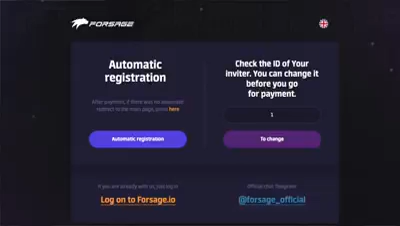 FORSAGE
Automatic
registration
After payment, if there was no automatic
redirect to the main page, press here
Automatic registration
Check the ID of Your
inviter. You can change it
before you go
for payment.
1
To change
If you are already with us, just log in
Log on to Forsage.io
Official chat Telegram
@forsage_official